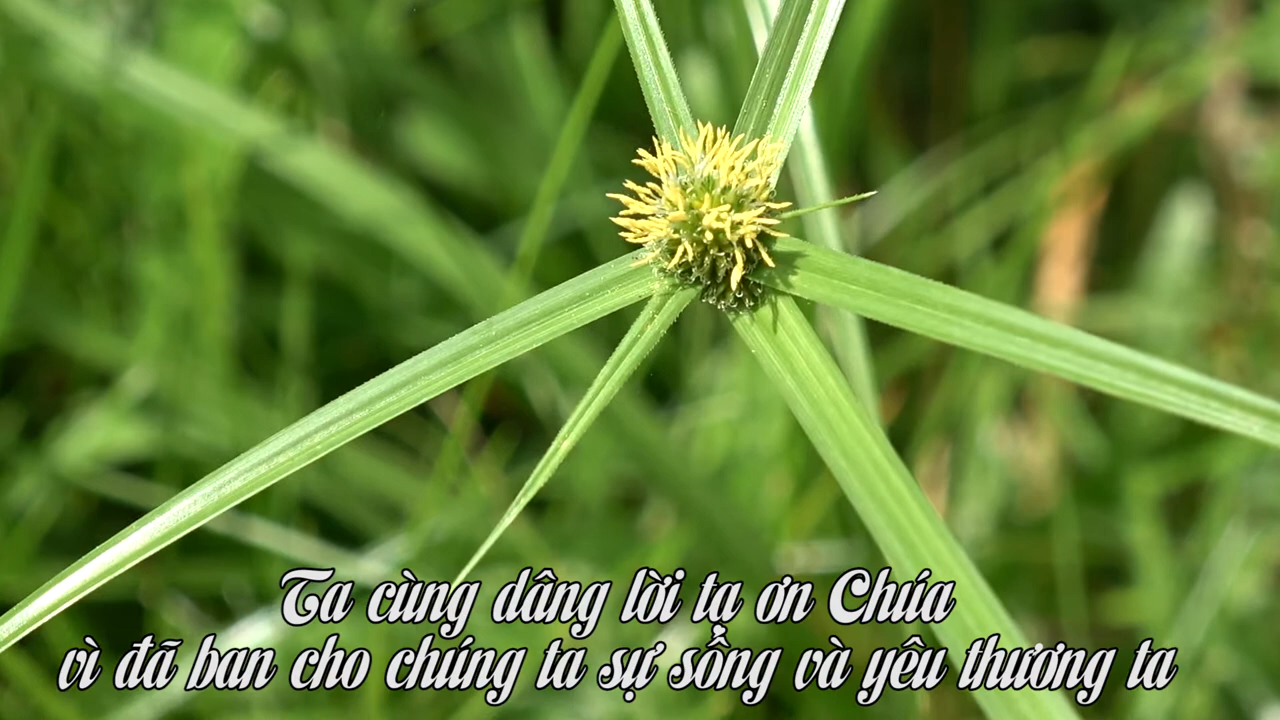 Ta cùng dâng lời tạ ơn Chúa
vì đã ban cho chúng ta sự sống và yêu thương ta